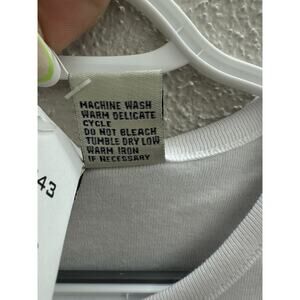 MACHINE WASH
WARM DELICATE
CYCLE
DO NOT BLEACH
TUMBLE DRY LOW
WARM IRON
IF NECESSARY
43